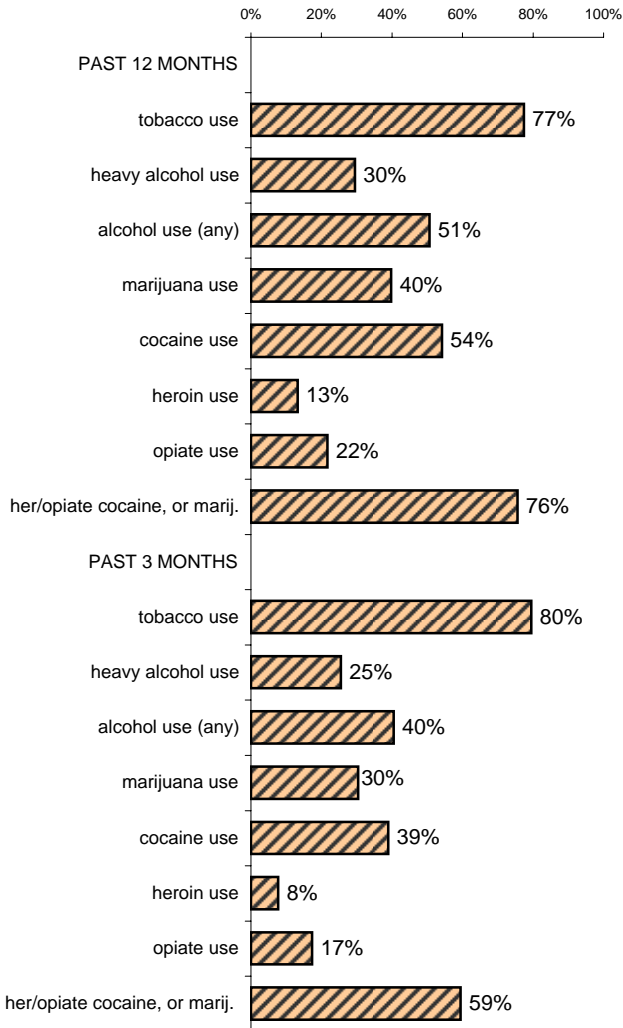 0% 20% 40% 60% 80% 100%
PAST 12 MONTHS
tobacco use 77%
heavy alcohol use 30%
alcohol use (any) 51%
marijuana use 40%
cocaine use 54%
heroin use 13%
opiate use 22%
her/opiate cocaine, or marij. 76%
PAST 3 MONTHS
tobacco use 80%
heavy alcohol use 25%
alcohol use (any) 40%
marijuana use 30%
cocaine use 39%
heroin use 8%
opiate use 17%
her/opiate cocaine, or marij. 59%